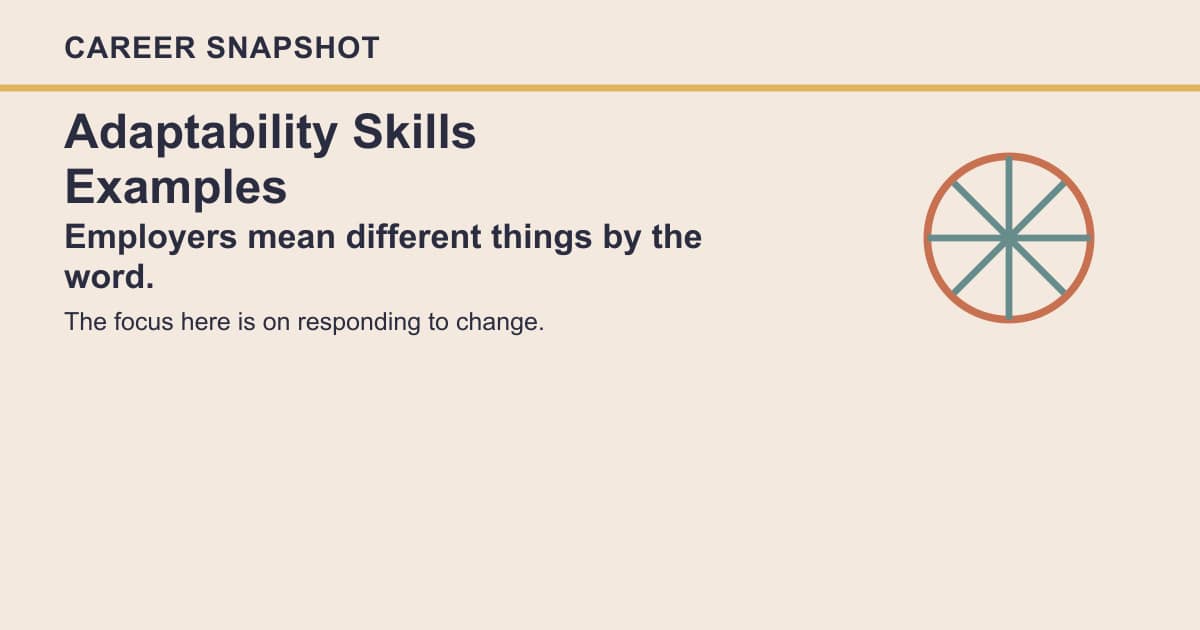 CAREER SNAPSHOT
Adaptability Skills
Examples
Employers mean different things by the
word.
The focus here is on responding to change.